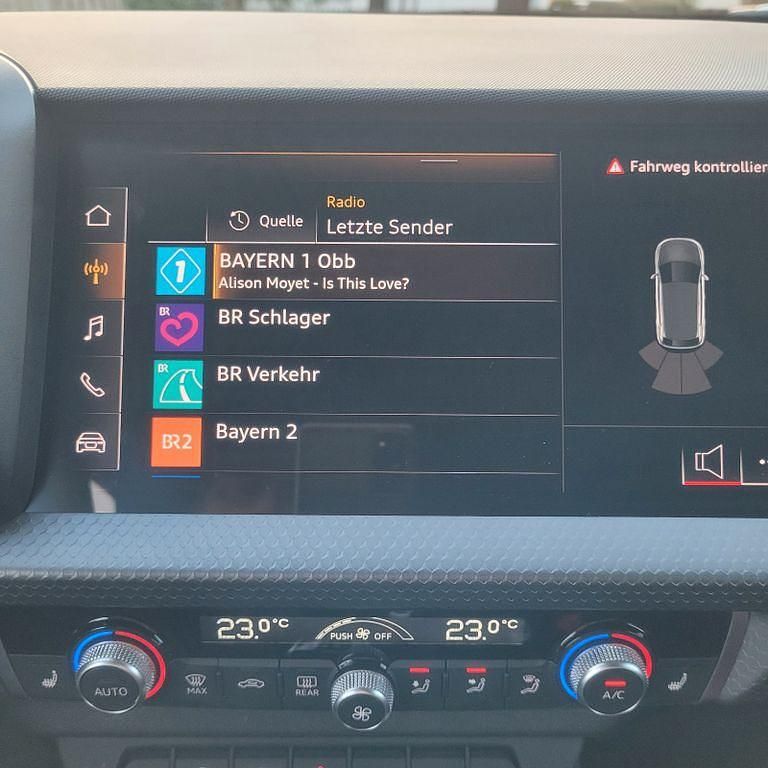 Fahrweg kontrollier
Radio
Quelle
Letzte Sender
1
BAYERN 1 Obb
Alison Moyet - Is This Love?
BR
BR Schlager
BR
BR Verkehr
BR2
Bayern 2
23.0°C
PUSH OFF
23.0°C
AUTO
MAX
REAR
A/C